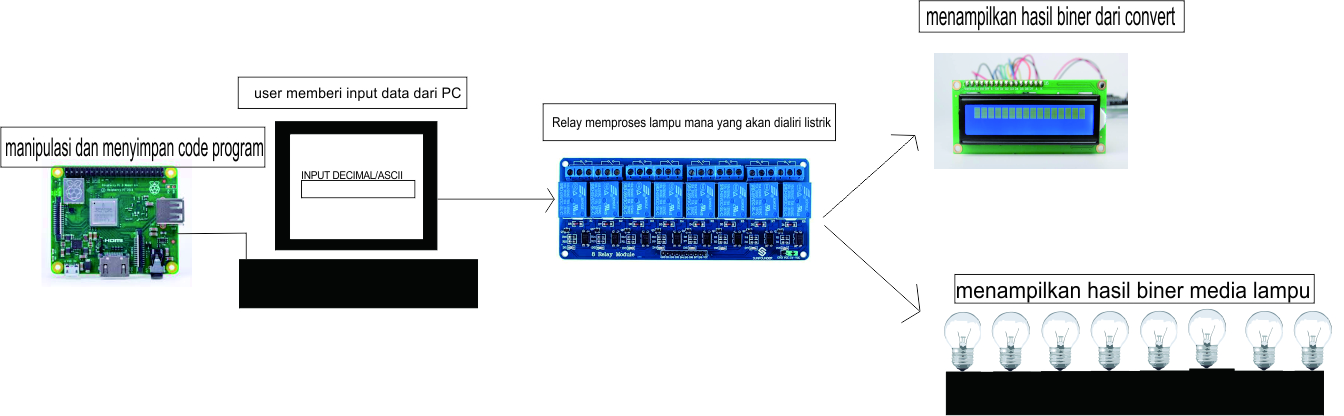 menampilkan hasil biner dari convert
user memberi input data dari PC
Relay memproses lampu mana yang akan dialiri listrik
manipulasi dan menyimpan code program
INPUT DECIMAL/ASCII
HDMI
8 Relay Module
menampilkan hasil biner media lampu